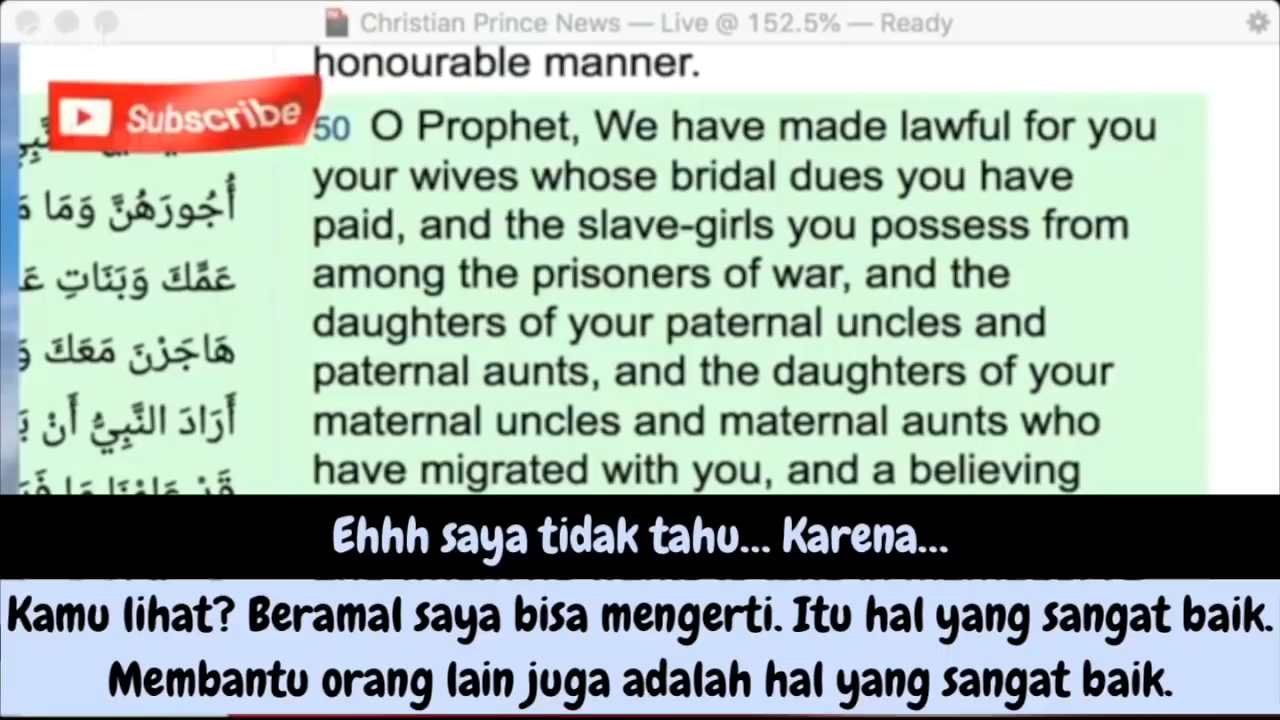 Christian Prince News — Live @ 152.5% — Ready
honourable manner.
Subscribe
50 O Prophet, We have made lawful for you
your wives whose bridal dues you have
paid, and the slave-girls you possess from
among the prisoners of war, and the
daughters of your paternal uncles and
paternal aunts, and the daughters of your
maternal uncles and maternal aunts who
have migrated with you, and a believing
أُجُورَهُنَّ وَمَا
عَمِّكَ وَبَنَاتِ
هَاجَرْنَ مَعَكَ
أَرَادَ النَّبِيُّ أَنْ
Ehhh saya tidak tahu... Karena...
Kamu lihat? Beramal saya bisa mengerti. Itu hal yang sangat baik.
Membantu orang lain juga adalah hal yang sangat baik.